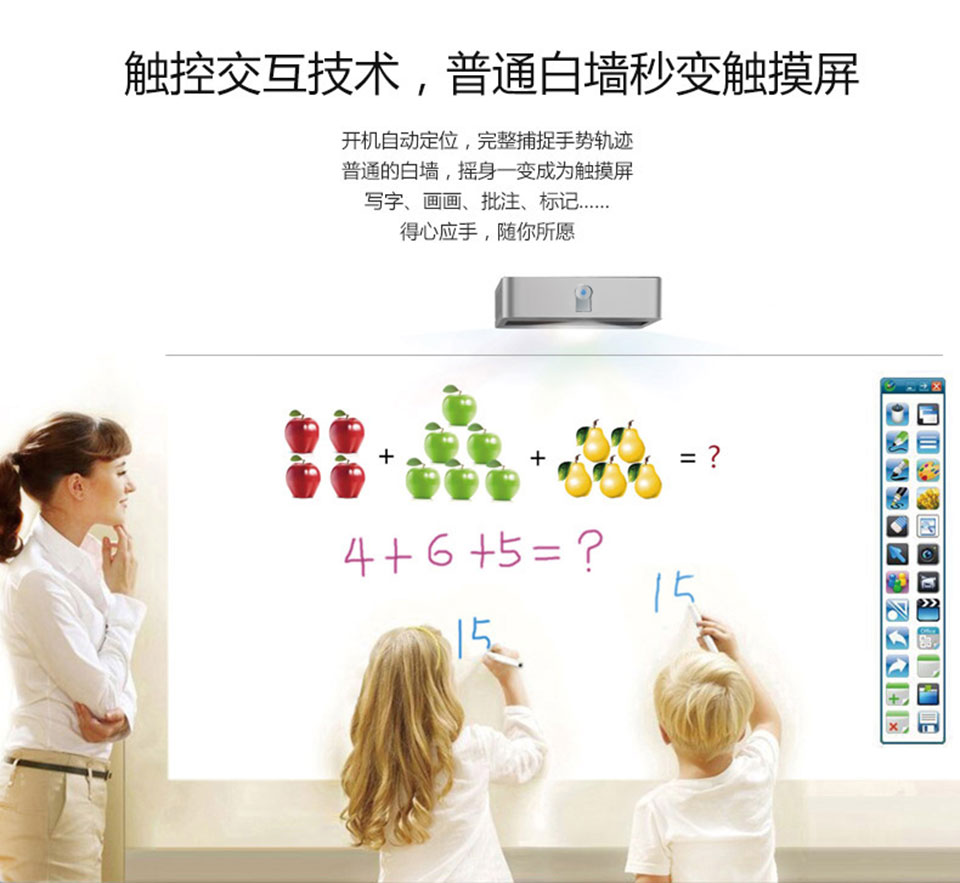 触控交互技术，普通白墙秒变触摸屏
开机自动定位，完整捕捉手势轨迹
普通的白墙，摇身一变成为触摸屏
写字、画画、批注、标记......
得心应手，随你所愿
+ + = ?
4+6+5=?
15
15
Office